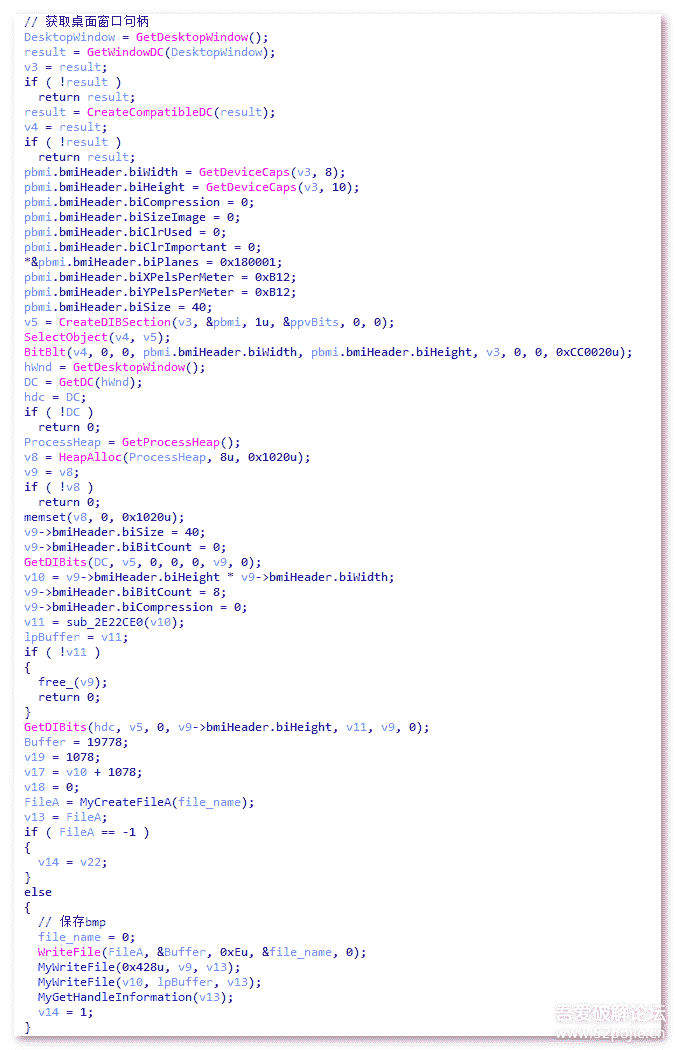 // 获取桌面窗口句柄
DesktopWindow = GetDesktopWindow();
result = GetWindowDC(DesktopWindow);
v3 = result;
if ( !result )
  return result;
result = CreateCompatibleDC(result);
v4 = result;
if ( !result )
  return result;
pbmi.bmiHeader.biWidth = GetDeviceCaps(v3, 8);
pbmi.bmiHeader.biHeight = GetDeviceCaps(v3, 10);
pbmi.bmiHeader.biCompression = 0;
pbmi.bmiHeader.biSizeImage = 0;
pbmi.bmiHeader.biClrUsed = 0;
pbmi.bmiHeader.biClrImportant = 0;
*&pbmi.bmiHeader.biPlanes = 0x180001;
pbmi.bmiHeader.biXPelsPerMeter = 0xB12;
pbmi.bmiHeader.biYPelsPerMeter = 0xB12;
pbmi.bmiHeader.biSize = 40;
v5 = CreateDIBSection(v3, &pbmi, 1u, &ppvBits, 0, 0);
SelectObject(v4, v5);
BitBlt(v4, 0, 0, pbmi.bmiHeader.biWidth, pbmi.bmiHeader.biHeight, v3, 0, 0, 0xCC0020u);
hWnd = GetDesktopWindow();
DC = GetDC(hWnd);
hdc = DC;
if ( !DC )
  return 0;
ProcessHeap = GetProcessHeap();
v8 = HeapAlloc(ProcessHeap, 8u, 0x1020u);
v9 = v8;
if ( !v8 )
  return 0;
memset(v8, 0, 0x1020u);
v9->bmiHeader.biSize = 40;
v9->bmiHeader.biBitCount = 0;
GetDIBits(DC, v5, 0, 0, 0, v9, 0);
v10 = v9->bmiHeader.biHeight * v9->bmiHeader.biWidth;
v9->bmiHeader.biBitCount = 8;
v9->bmiHeader.biCompression = 0;
v11 = sub_2E22CE0(v10);
lpBuffer = v11;
if ( !v11 )
{
  free_(v9);
  return 0;
}
GetDIBits(hdc, v5, 0, v9->bmiHeader.biHeight, v11, v9, 0);
Buffer = 19778;
v19 = 1078;
v17 = v10 + 1078;
v18 = 0;
FileA = MyCreateFileA(file_name);
v13 = FileA;
if ( FileA == -1 )
{
  v14 = v22;
}
else
{
  // 保存bmp
  file_name = 0;
  WriteFile(FileA, &Buffer, 0xEu, &file_name, 0);
  MyWriteFile(0x428u, v9, v13);
  MyWriteFile(v10, lpBuffer, v13);
  MyGetHandleInformation(v13);
  v14 = 1;
}
吾爱破解论坛
www.52pojie.cn